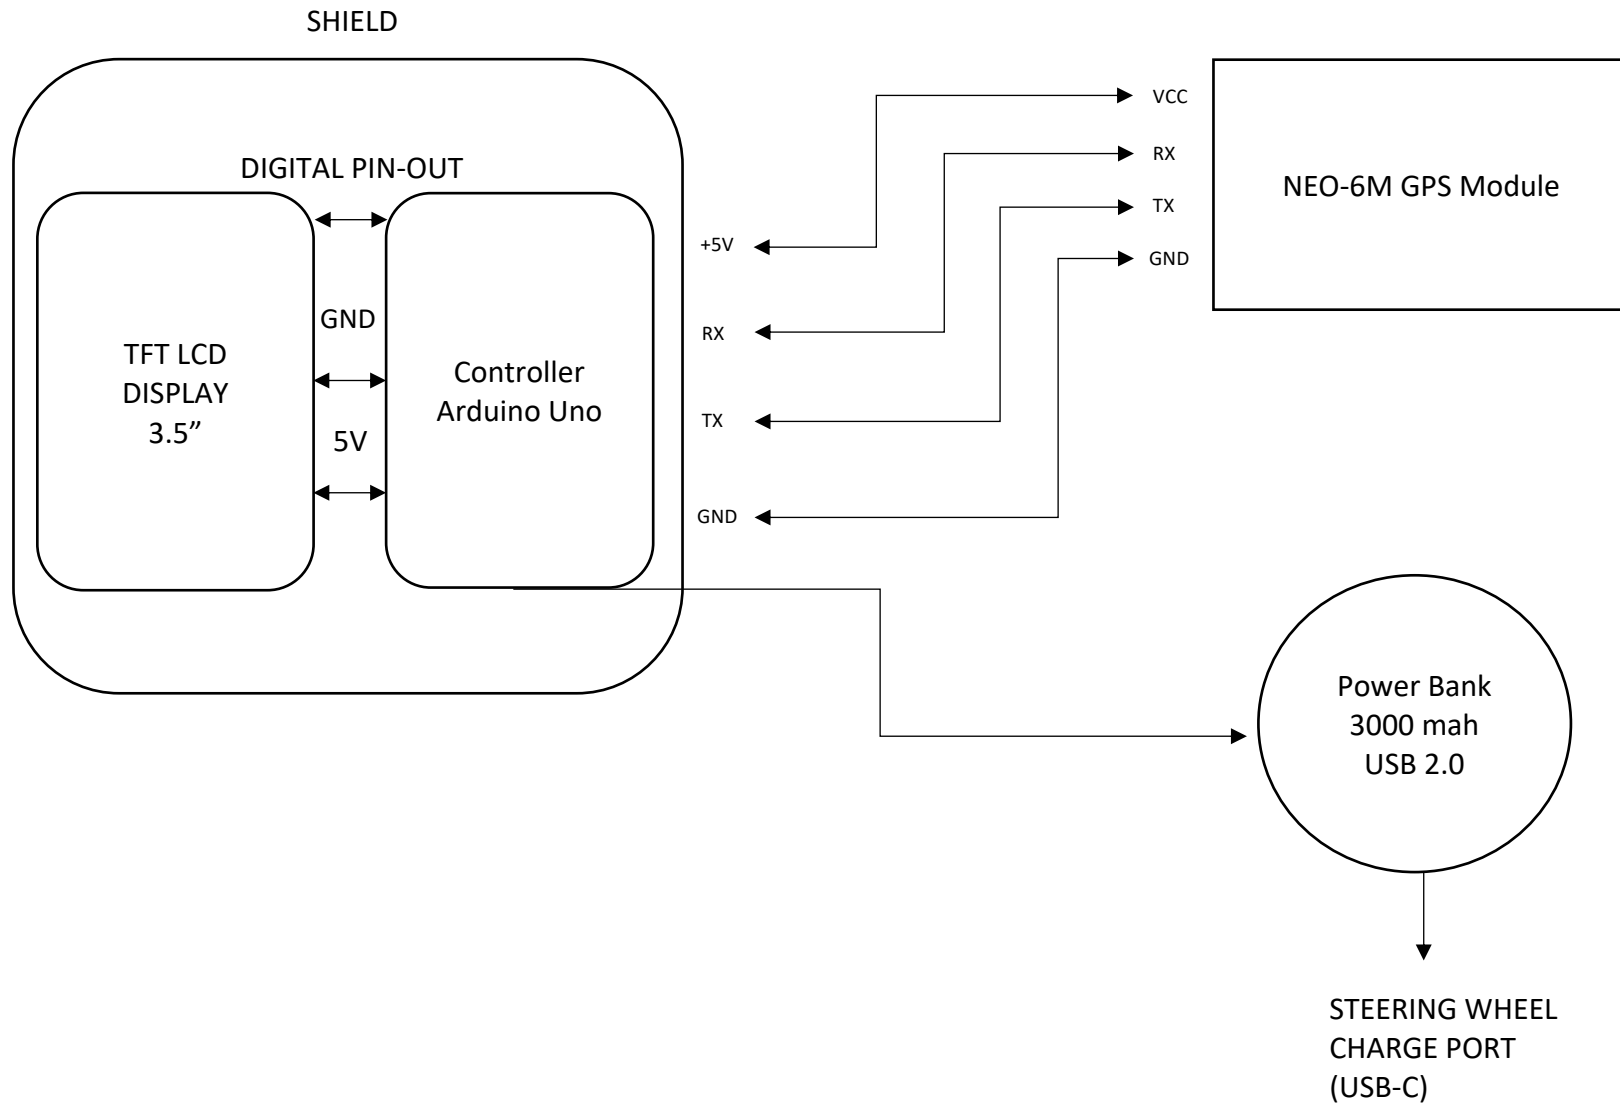 SHIELD
DIGITAL PIN-OUT
GND
5V
TFT LCD
DISPLAY
3.5”
Controller
Arduino Uno
+5V
RX
TX
GND
VCC
RX
TX
GND
NEO-6M GPS Module
Power Bank
3000 mah
USB 2.0
STEERING WHEEL
CHARGE PORT
(USB-C)